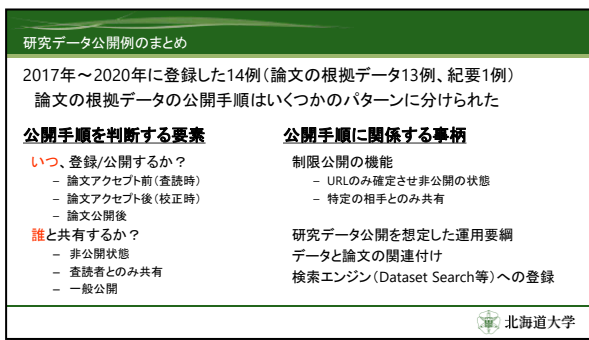 研究データ公開例のまとめ
2017年～2020年に登録した14例（論文の根拠データ13例、紀要1例）
論文の根拠データの公開手順はいくつかのパターンに分けられた
公開手順を判断する要素
いつ、登録/公開するか？
– 論文アクセプト前（査読時）
– 論文アクセプト後（校正時）
– 論文公開後
誰と共有するか？
– 非公開状態
– 査読者とのみ共有
– 一般公開
公開手順に関係する事柄
制限公開の機能
– URLのみ確定させ非公開の状態
– 特定の相手とのみ共有
研究データ公開を想定した運用要綱
データと論文の関連付け
検索エンジン（Dataset Search等）への登録
北海道大学